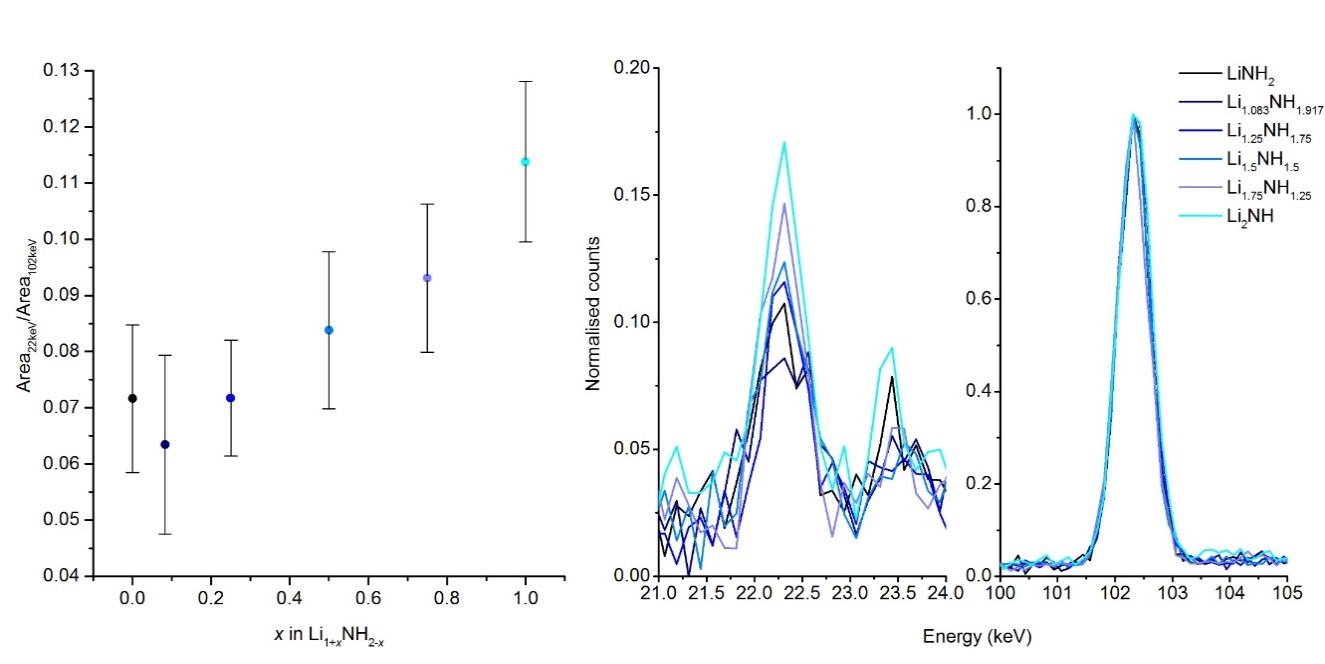 0.13
0.12
0.11
0.10
0.09
0.08
0.07
0.06
0.05
0.04
Area22keV/Area102keV
0.0 0.2 0.4 0.6 0.8 1.0
x in Li1+xNH2-x
0.20
0.15
0.10
0.05
0.00
Normalised counts
21.0 21.5 22.0 22.5 23.0 23.5 24.0
1.0
0.8
0.6
0.4
0.2
0.0
100 101 102 103 104 105
Energy (keV)
LiNH2
Li1.083NH1.917
Li1.25NH1.75
Li1.5NH1.5
Li1.75NH1.25
Li2NH